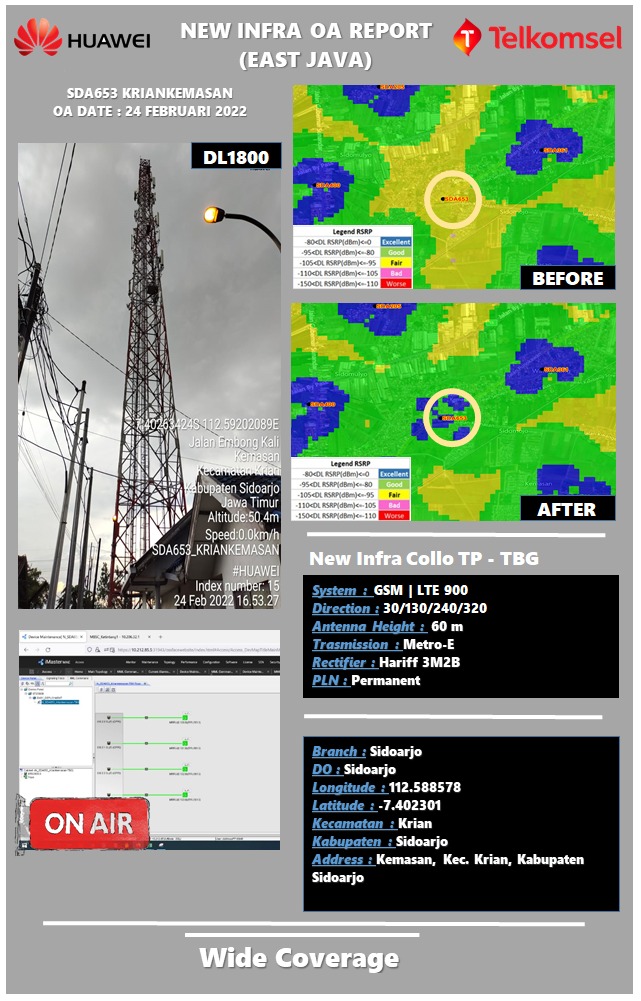 HUAWEI
NEW INFRA OA REPORT
(EAST JAVA)
Telkomsel
SDA653 KRIANKEMASAN
OA DATE : 24 FEBRUARI 2022
DL1800
7.40263424S 112.59202089E
Jalan Embong Kali
Kemasan
Kecamatan Krian
Kabupaten Sidoarjo
Jawa Timur
Altitude:50.4m
Speed:0.0km/h
SDA653_KRIANKEMASAN
#HUAWEI
Index number: 15
24 Feb 2022 16.53.27
SDA653
Legend RSRP
-80<DL RSRP(dBm)<=0 Excellent
-95<DL RSRP(dBm)<=-80 Good
-105<DL RSRP(dBm)<=-95 Fair
-110<DL RSRP(dBm)<=-105 Bad
-150<DL RSRP(dBm)<=-110 Worse
BEFORE
SDA653
Legend RSRP
-80<DL RSRP(dBm)<=0 Excellent
-95<DL RSRP(dBm)<=-80 Good
-105<DL RSRP(dBm)<=-95 Fair
-110<DL RSRP(dBm)<=-105 Bad
-150<DL RSRP(dBm)<=-110 Worse
AFTER
New Infra Collo TP - TBG
System : GSM | LTE 900
Direction : 30/130/240/320
Antenna Height : 60 m
Trasmission : Metro-E
Rectifier : Hariff 3M2B
PLN : Permanent
ON AIR
Branch : Sidoarjo
DO : Sidoarjo
Longitude : 112.588578
Latitude : -7.402301
Kecamatan : Krian
Kabupaten : Sidoarjo
Address : Kemasan, Kec. Krian, Kabupaten
Sidoarjo
Wide Coverage